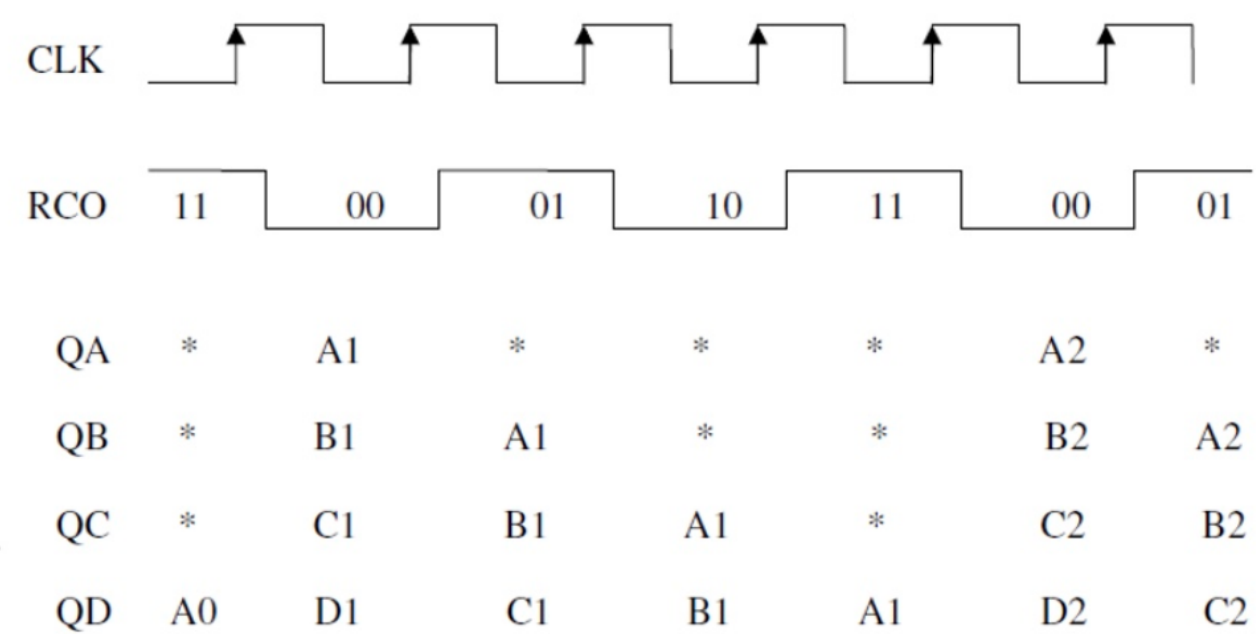 CLK
RCO 11 00 01 10 11 00 01
QA * A1 * * * A2 *
QB * B1 A1 * * B2 A2
QC * C1 B1 A1 * C2 B2
QD A0 D1 C1 B1 A1 D2 C2